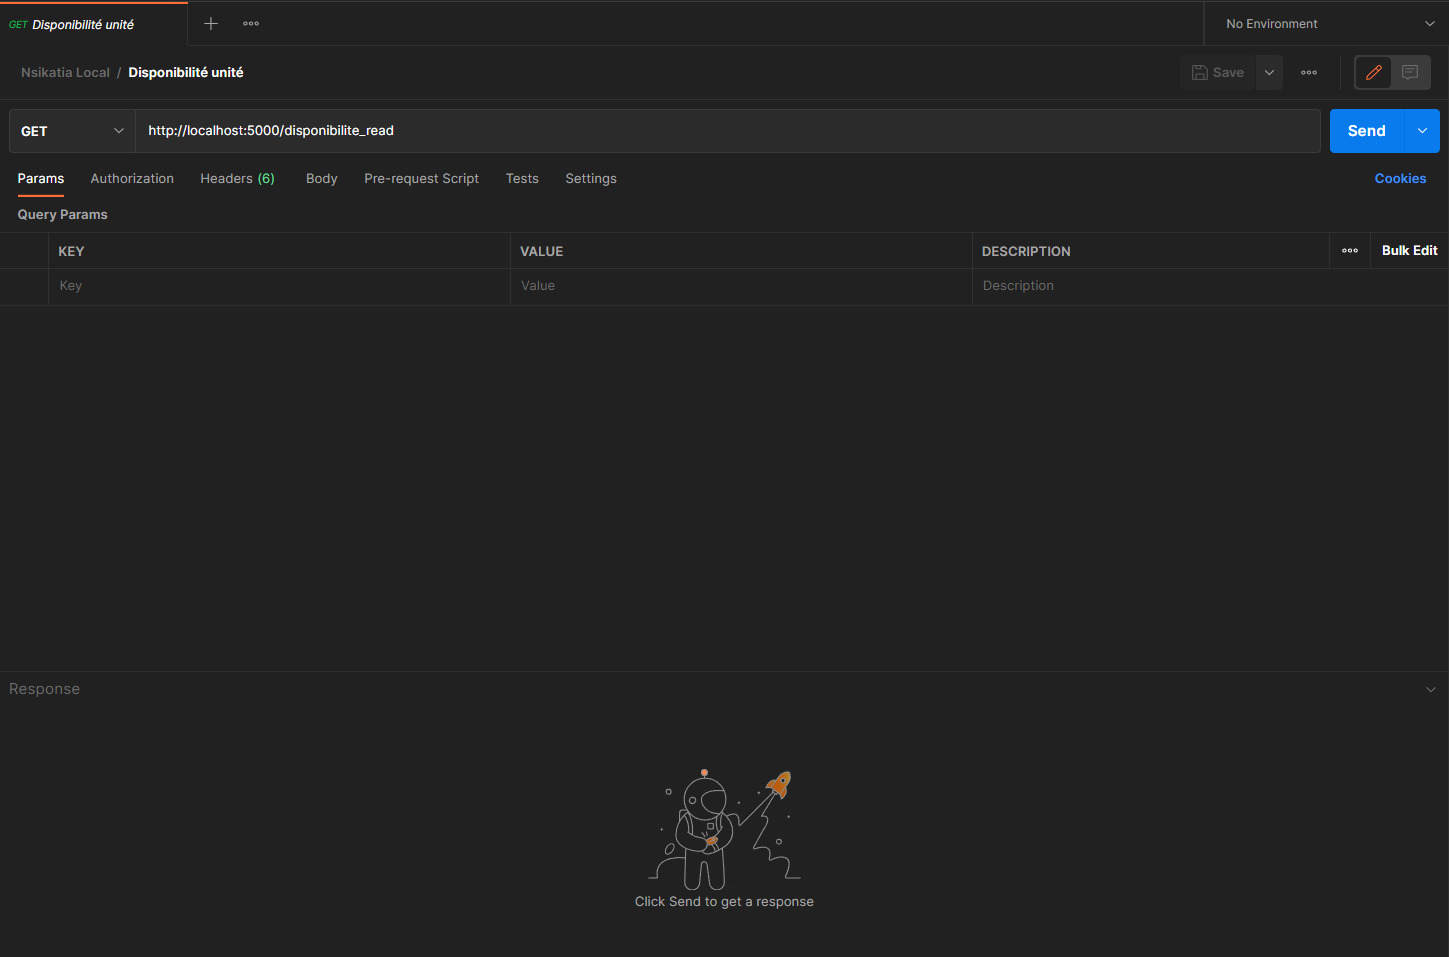 GET Disponibilité unité
No Environment
Nsikatia Local / Disponibilité unité
Save
GET http://localhost:5000/disponibilite_read Send
Params Authorization Headers (6) Body Pre-request Script Tests Settings Cookies
Query Params
KEY VALUE DESCRIPTION Bulk Edit
Key Value Description
Response
Click Send to get a response